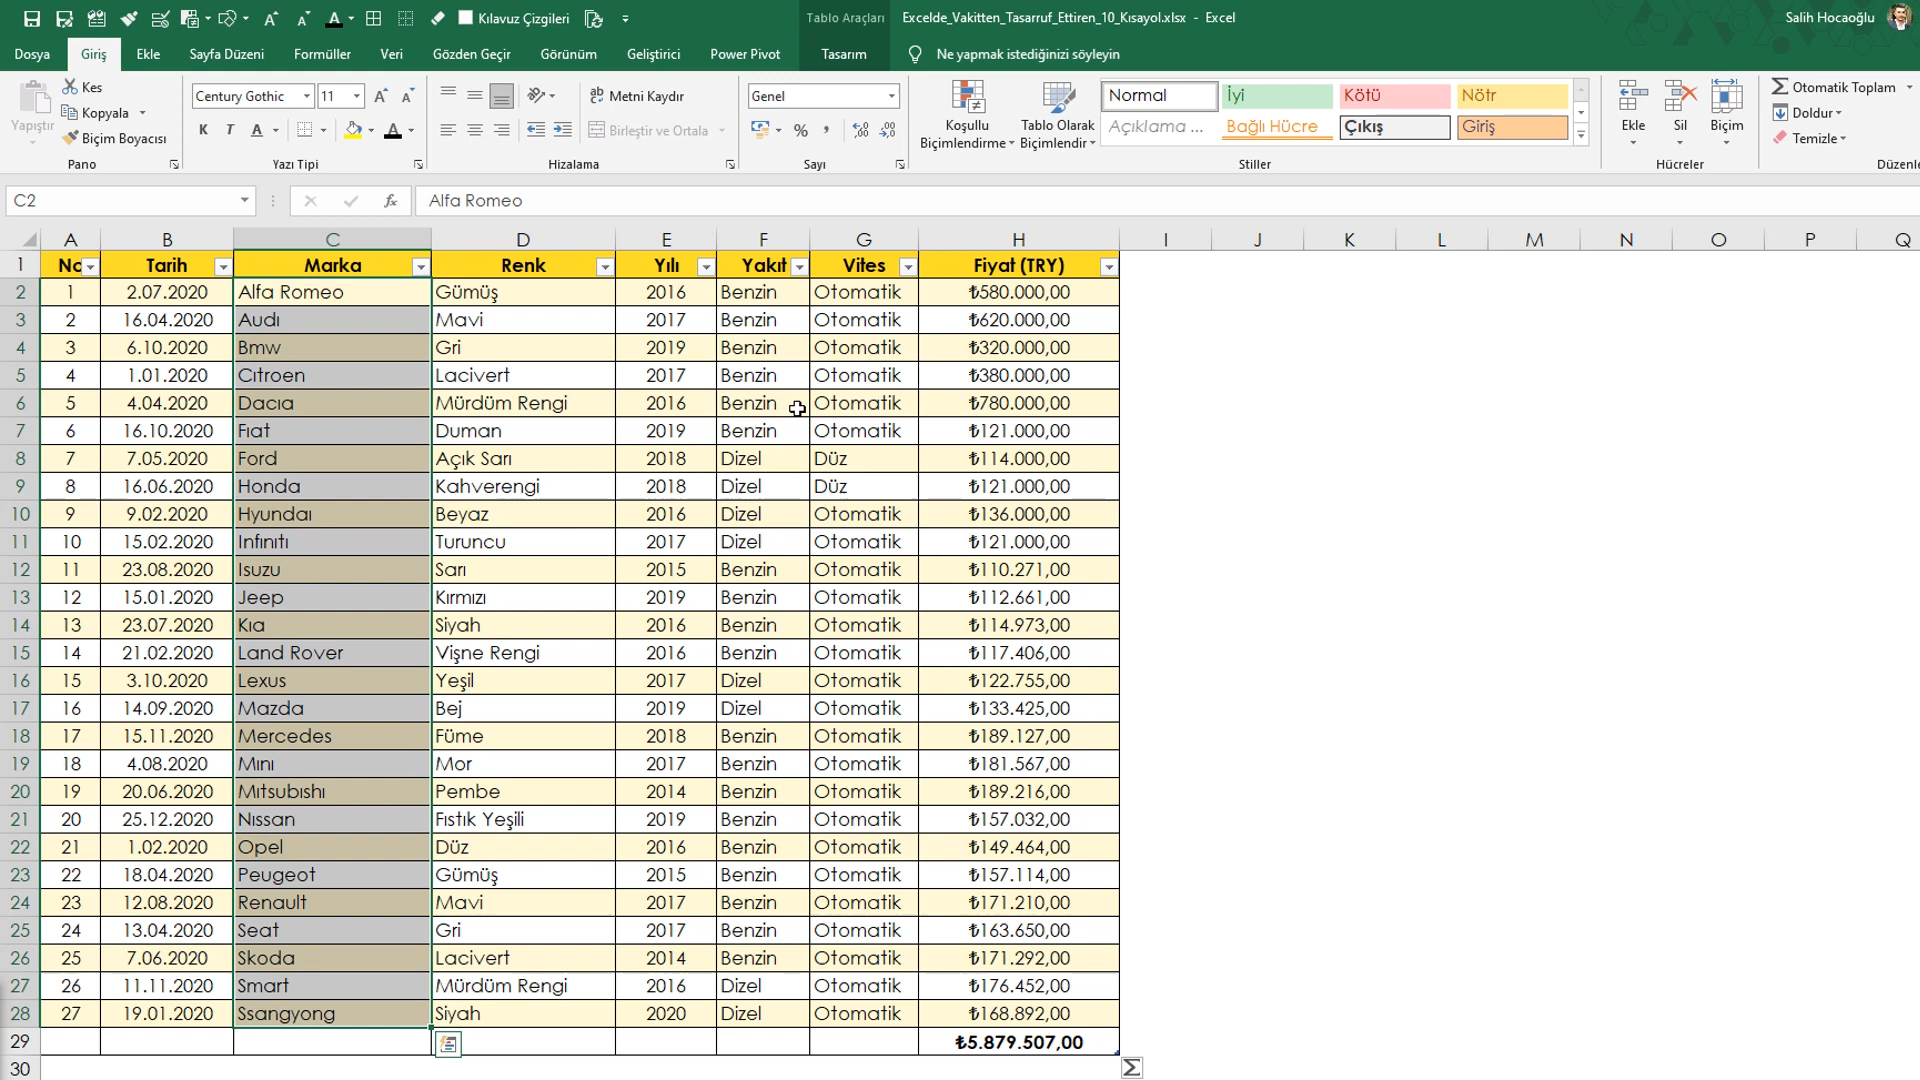 Kılavuz Çizgileri
Tablo Araçları
Excelde_Vakitten_Tasarruf_Ettiren_10_Kısayol.xlsx - Excel
Salih Hocaoğlu
Dosya Giriş Ekle Sayfa Düzeni Formüller Veri Gözden Geçir Görünüm Geliştirici Power Pivot Tasarım Ne yapmak istediğinizi söyleyin
Yapıştır
Kes
Kopyala
Biçim Boyacısı
Pano
Century Gothic 11
K T A
Yazı Tipi
Metni Kaydır
Birleştir ve Ortala
Hizalama
Genel
Sayı
Koşullu
Biçimlendirme
Tablo Olarak
Biçimlendir
Normal İyi Kötü Nötr
Açıklama ... Bağlı Hücre Çıkış Giriş
Stiller
Ekle Sil Biçim
Hücreler
Otomatik Toplam
Doldur
Temizle
Düzenle
C2 fx Alfa Romeo
A B C D E F G H I J K L M N O P Q
1 No Tarih Marka Renk Yılı Yakıt Vites Fiyat (TRY)
2 1 2.07.2020 Alfa Romeo Gümüş 2016 Benzin Otomatik ₺580.000,00
3 2 16.04.2020 Audı Mavi 2017 Benzin Otomatik ₺620.000,00
4 3 6.10.2020 Bmw Gri 2019 Benzin Otomatik ₺320.000,00
5 4 1.01.2020 Cıtroen Lacivert 2017 Benzin Otomatik ₺380.000,00
6 5 4.04.2020 Dacıa Mürdüm Rengi 2016 Benzin Otomatik ₺780.000,00
7 6 16.10.2020 Fıat Duman 2019 Benzin Otomatik ₺121.000,00
8 7 7.05.2020 Ford Açık Sarı 2018 Dizel Düz ₺114.000,00
9 8 16.06.2020 Honda Kahverengi 2018 Dizel Düz ₺121.000,00
10 9 9.02.2020 Hyundaı Beyaz 2016 Dizel Otomatik ₺136.000,00
11 10 15.02.2020 Infınıtı Turuncu 2017 Dizel Otomatik ₺121.000,00
12 11 23.08.2020 Isuzu Sarı 2015 Benzin Otomatik ₺110.271,00
13 12 15.01.2020 Jeep Kırmızı 2019 Benzin Otomatik ₺112.661,00
14 13 23.07.2020 Kıa Siyah 2016 Benzin Otomatik ₺114.973,00
15 14 21.02.2020 Land Rover Vişne Rengi 2016 Benzin Otomatik ₺117.406,00
16 15 3.10.2020 Lexus Yeşil 2017 Dizel Otomatik ₺122.755,00
17 16 14.09.2020 Mazda Bej 2019 Dizel Otomatik ₺133.425,00
18 17 15.11.2020 Mercedes Füme 2018 Benzin Otomatik ₺189.127,00
19 18 4.08.2020 Mını Mor 2017 Benzin Otomatik ₺181.567,00
20 19 20.06.2020 Mıtsubıshı Pembe 2014 Benzin Otomatik ₺189.216,00
21 20 25.12.2020 Nıssan Fıstık Yeşili 2019 Benzin Otomatik ₺157.032,00
22 21 1.02.2020 Opel Düz 2016 Benzin Otomatik ₺149.464,00
23 22 18.04.2020 Peugeot Gümüş 2015 Benzin Otomatik ₺157.114,00
24 23 12.08.2020 Renault Mavi 2017 Benzin Otomatik ₺171.210,00
25 24 13.04.2020 Seat Gri 2017 Benzin Otomatik ₺163.650,00
26 25 7.06.2020 Skoda Lacivert 2014 Benzin Otomatik ₺171.292,00
27 26 11.11.2020 Smart Mürdüm Rengi 2016 Dizel Otomatik ₺176.452,00
28 27 19.01.2020 Ssangyong Siyah 2020 Dizel Otomatik ₺168.892,00
29 ₺5.879.507,00
30